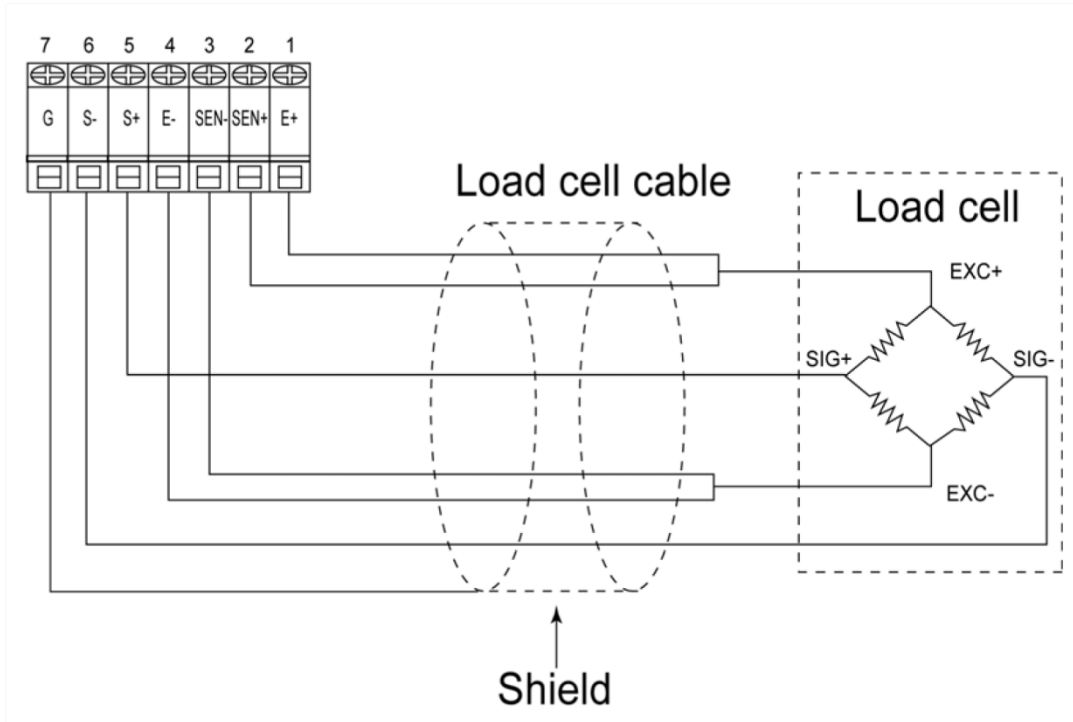 7 6 5 4 3 2 1
G S- S+ E- SEN- SEN+ E+
Load cell cable
Load cell
EXC+
SIG+ SIG-
EXC-
Shield